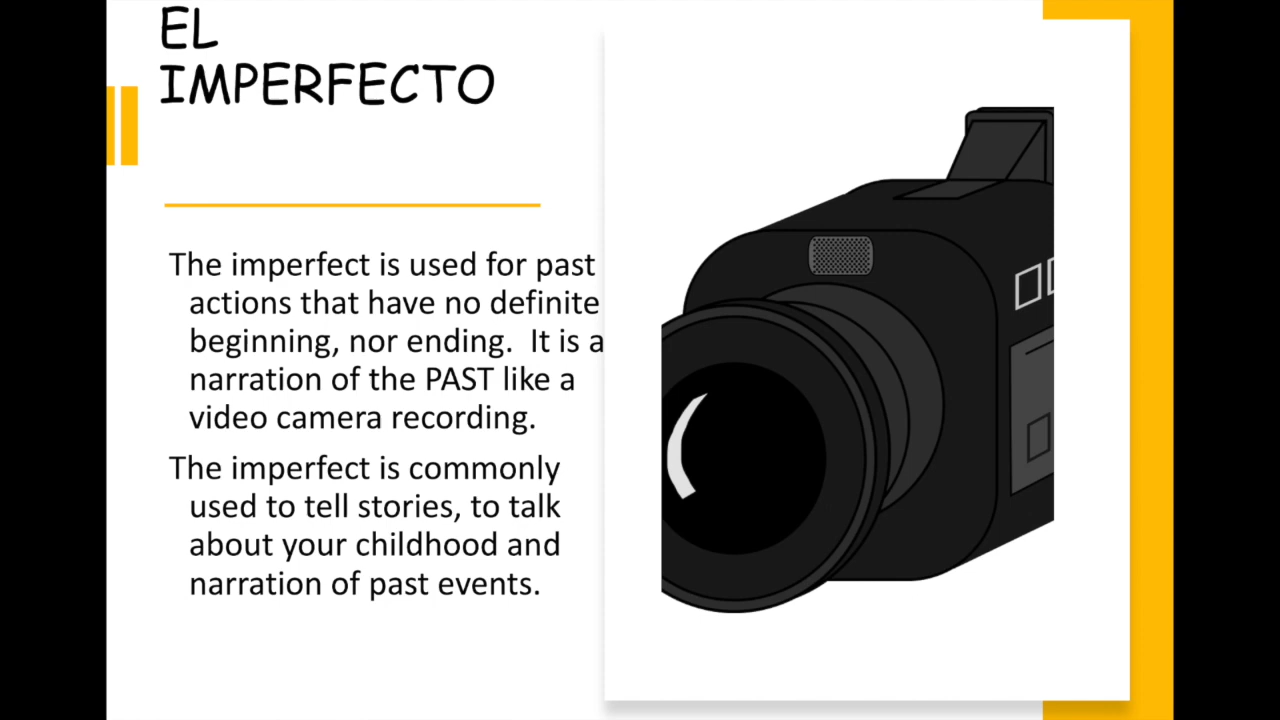 EL
IMPERFECTO
The imperfect is used for past
actions that have no definite
beginning, nor ending.  It is a
narration of the PAST like a
video camera recording.
The imperfect is commonly
used to tell stories, to talk
about your childhood and
narration of past events.